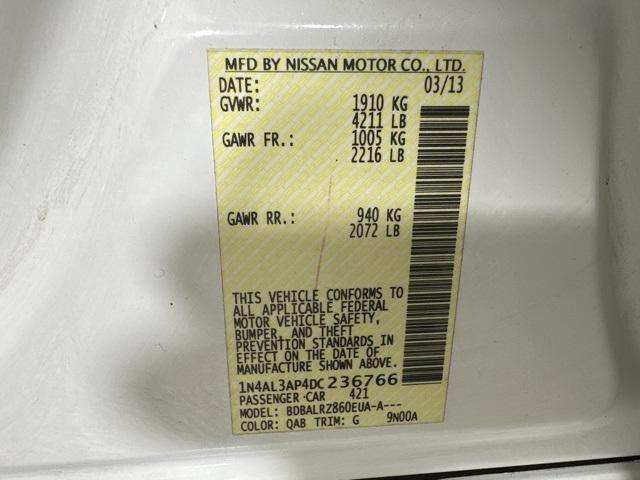 MFD BY NISSAN MOTOR CO., LTD.
DATE: 03/13
GVWR: 1910 KG
4211 LB
GAWR FR.: 1005 KG
2216 LB
GAWR RR.: 940 KG
2072 LB
THIS VEHICLE CONFORMS TO
ALL APPLICABLE FEDERAL
MOTOR VEHICLE SAFETY,
BUMPER, AND THEFT
PREVENTION STANDARDS IN
EFFECT ON THE DATE OF
MANUFACTURE SHOWN ABOVE.
1N4AL3AP4DC236766
PASSENGER CAR 421
MODEL: BDBALRZ860EUA-A---
COLOR: QAB TRIM: G 9N00A